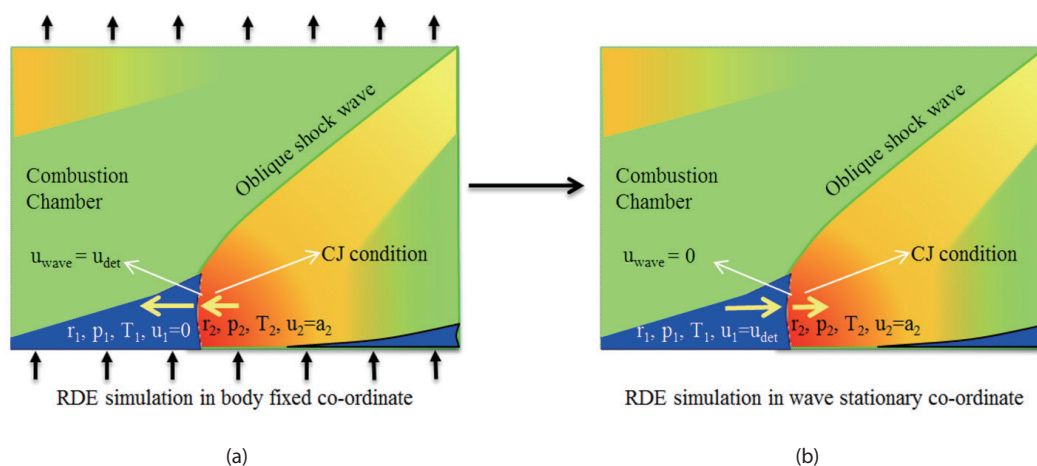 Combustion
Chamber
Oblique shock wave
u_wave = u_det
CJ condition
r₁, p₁, T₁, u₁=0
r₂, p₂, T₂, u₂=a₂
RDE simulation in body fixed co-ordinate
(a)
Combustion
Chamber
Oblique shock wave
u_wave = 0
CJ condition
r₁, p₁, T₁, u₁=u_det
r₂, p₂, T₂, u₂=a₂
RDE simulation in wave stationary co-ordinate
(b)